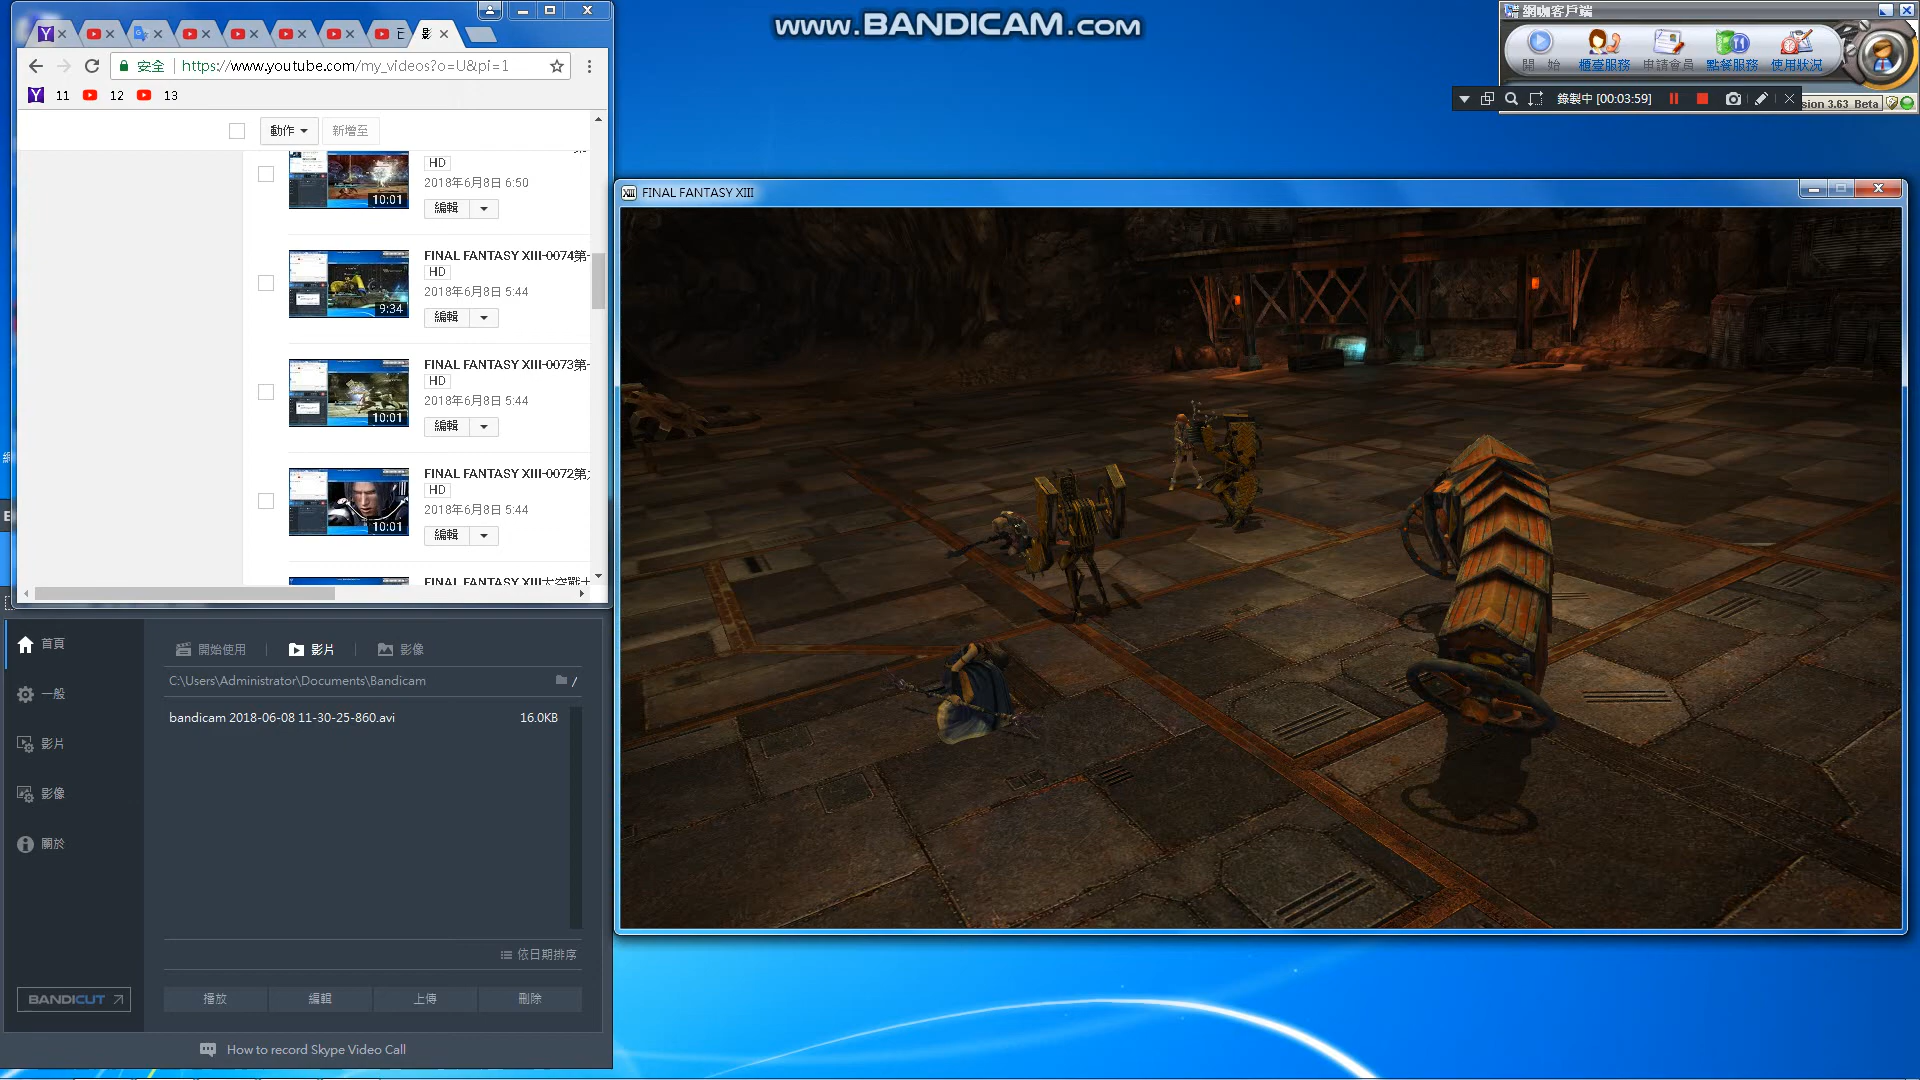 www.BANDICAM.com
網咖客戶端
開 始
櫃臺服務
申請會員
點餐服務
使用狀況
錄製中 [00:03:59]
sion 3.63 Beta
安全
https://www.youtube.com/my_videos?o=U&pi=1
11
12
13
動作
新增至
HD
2018年6月8日 6:50
10:01
編輯
FINAL FANTASY XIII-0074第
HD
2018年6月8日 5:44
9:34
編輯
FINAL FANTASY XIII-0073第
HD
2018年6月8日 5:44
10:01
編輯
FINAL FANTASY XIII-0072第
HD
2018年6月8日 5:44
10:01
編輯
FINAL FANTASY XIII太空戰士
FINAL FANTASY XIII
首頁
一般
影片
影像
關於
開始使用
影片
影像
C:\Users\Administrator\Documents\Bandicam
/
bandicam 2018-06-08 11-30-25-860.avi
16.0KB
依日期排序
播放
編輯
上傳
刪除
BANDICUT
How to record Skype Video Call